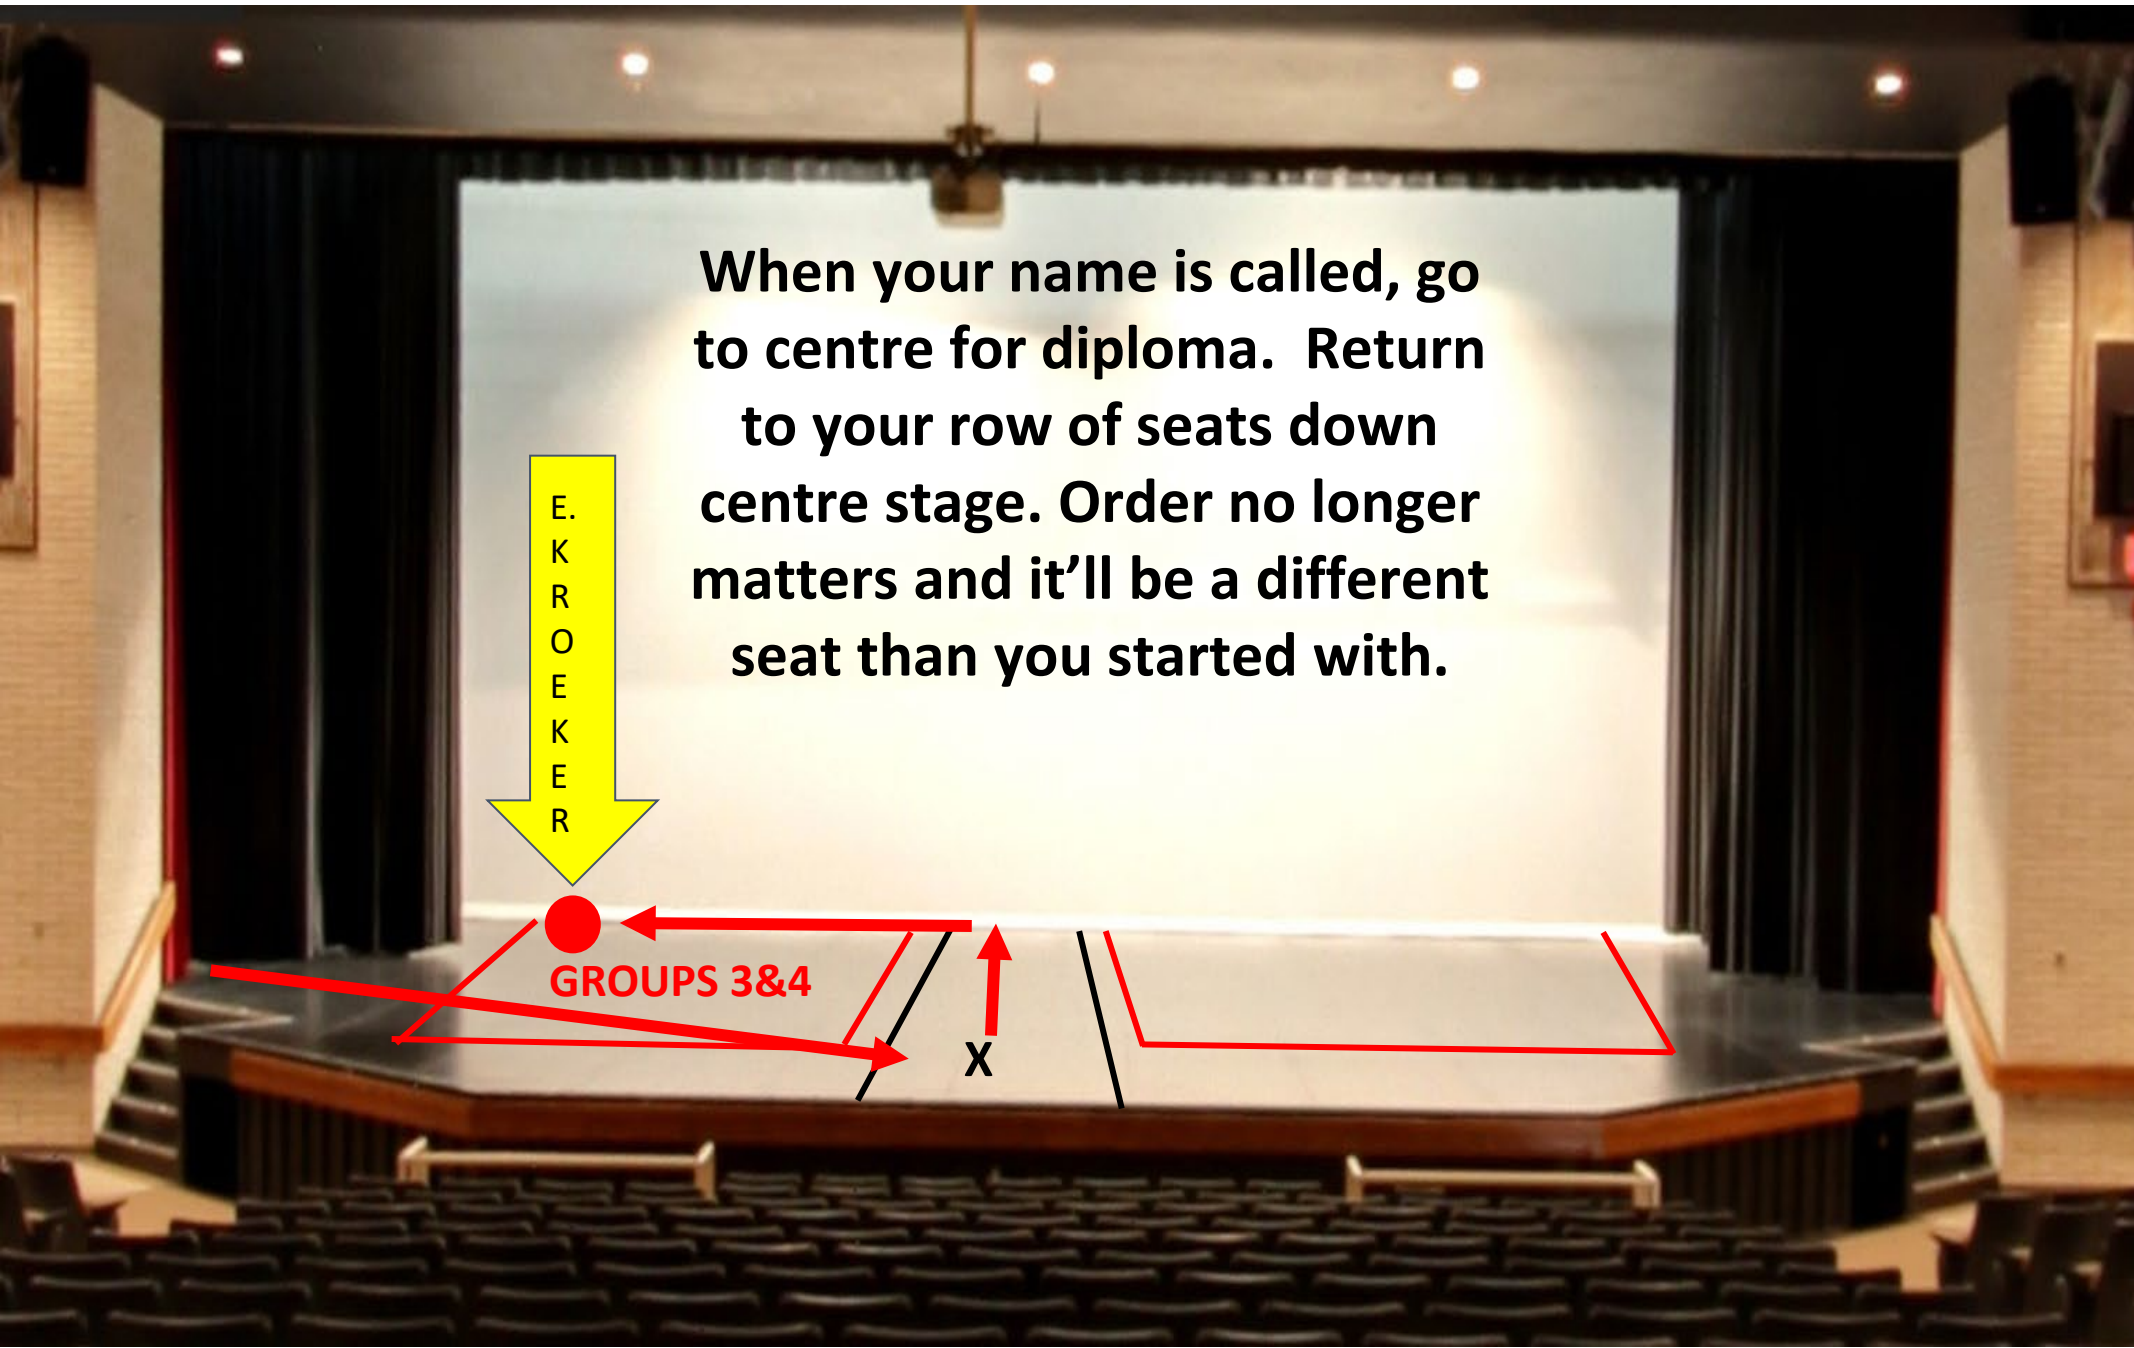 When your name is called, go
to centre for diploma.  Return
to your row of seats down
centre stage. Order no longer
matters and it’ll be a different
seat than you started with.
E.
K
R
O
E
K
E
R
GROUPS 3&4
X